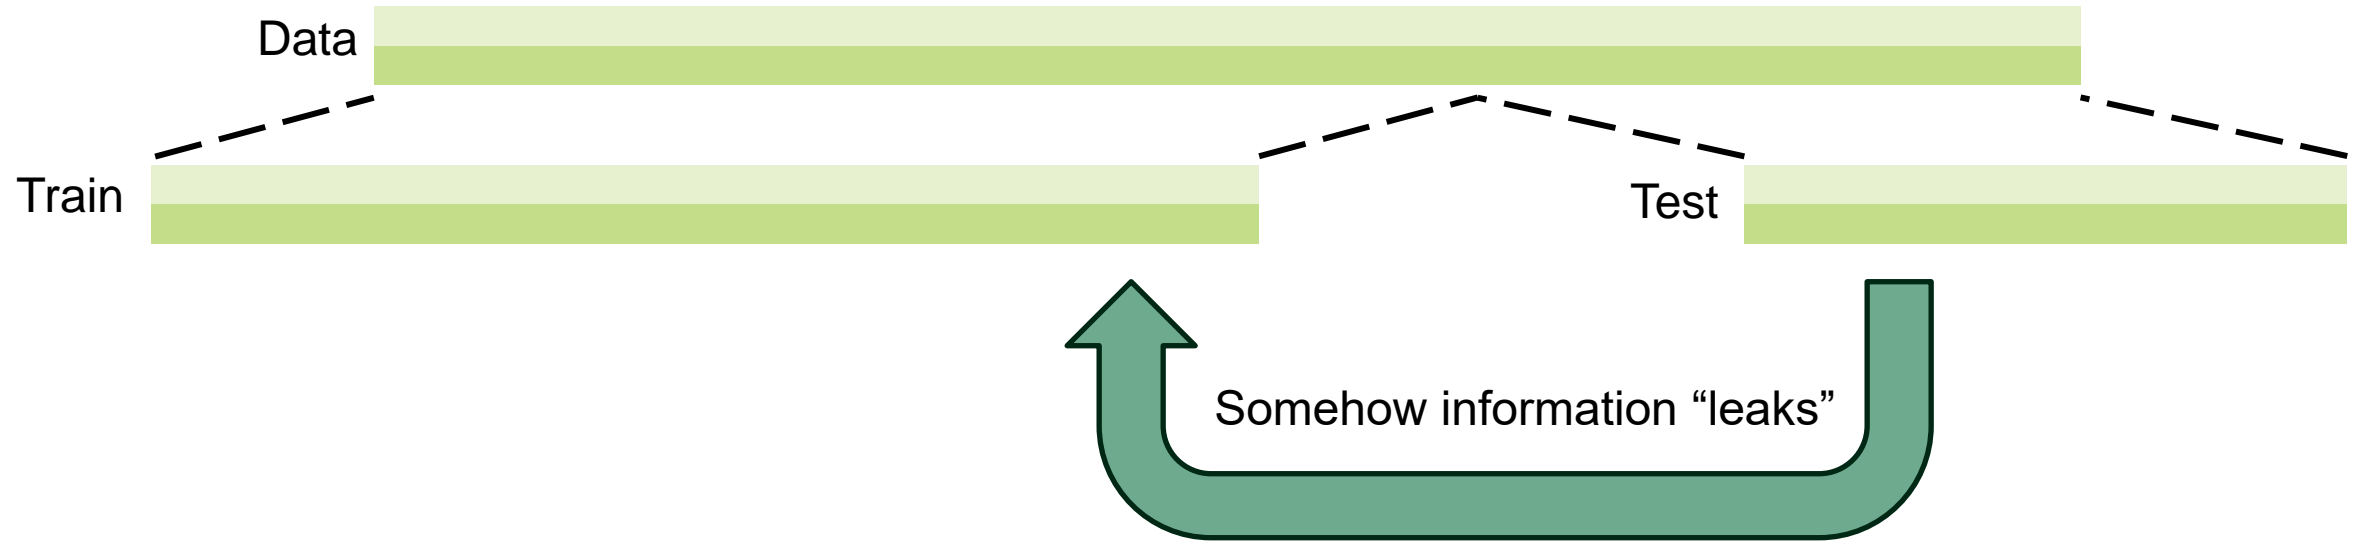 Data
Train
Test
Somehow information “leaks”